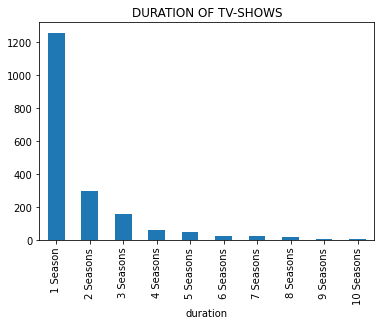 DURATION OF TV-SHOWS
1200
1000
800
600
400
200
0
1 Season
2 Seasons
3 Seasons
4 Seasons
5 Seasons
6 Seasons
7 Seasons
8 Seasons
9 Seasons
10 Seasons
duration